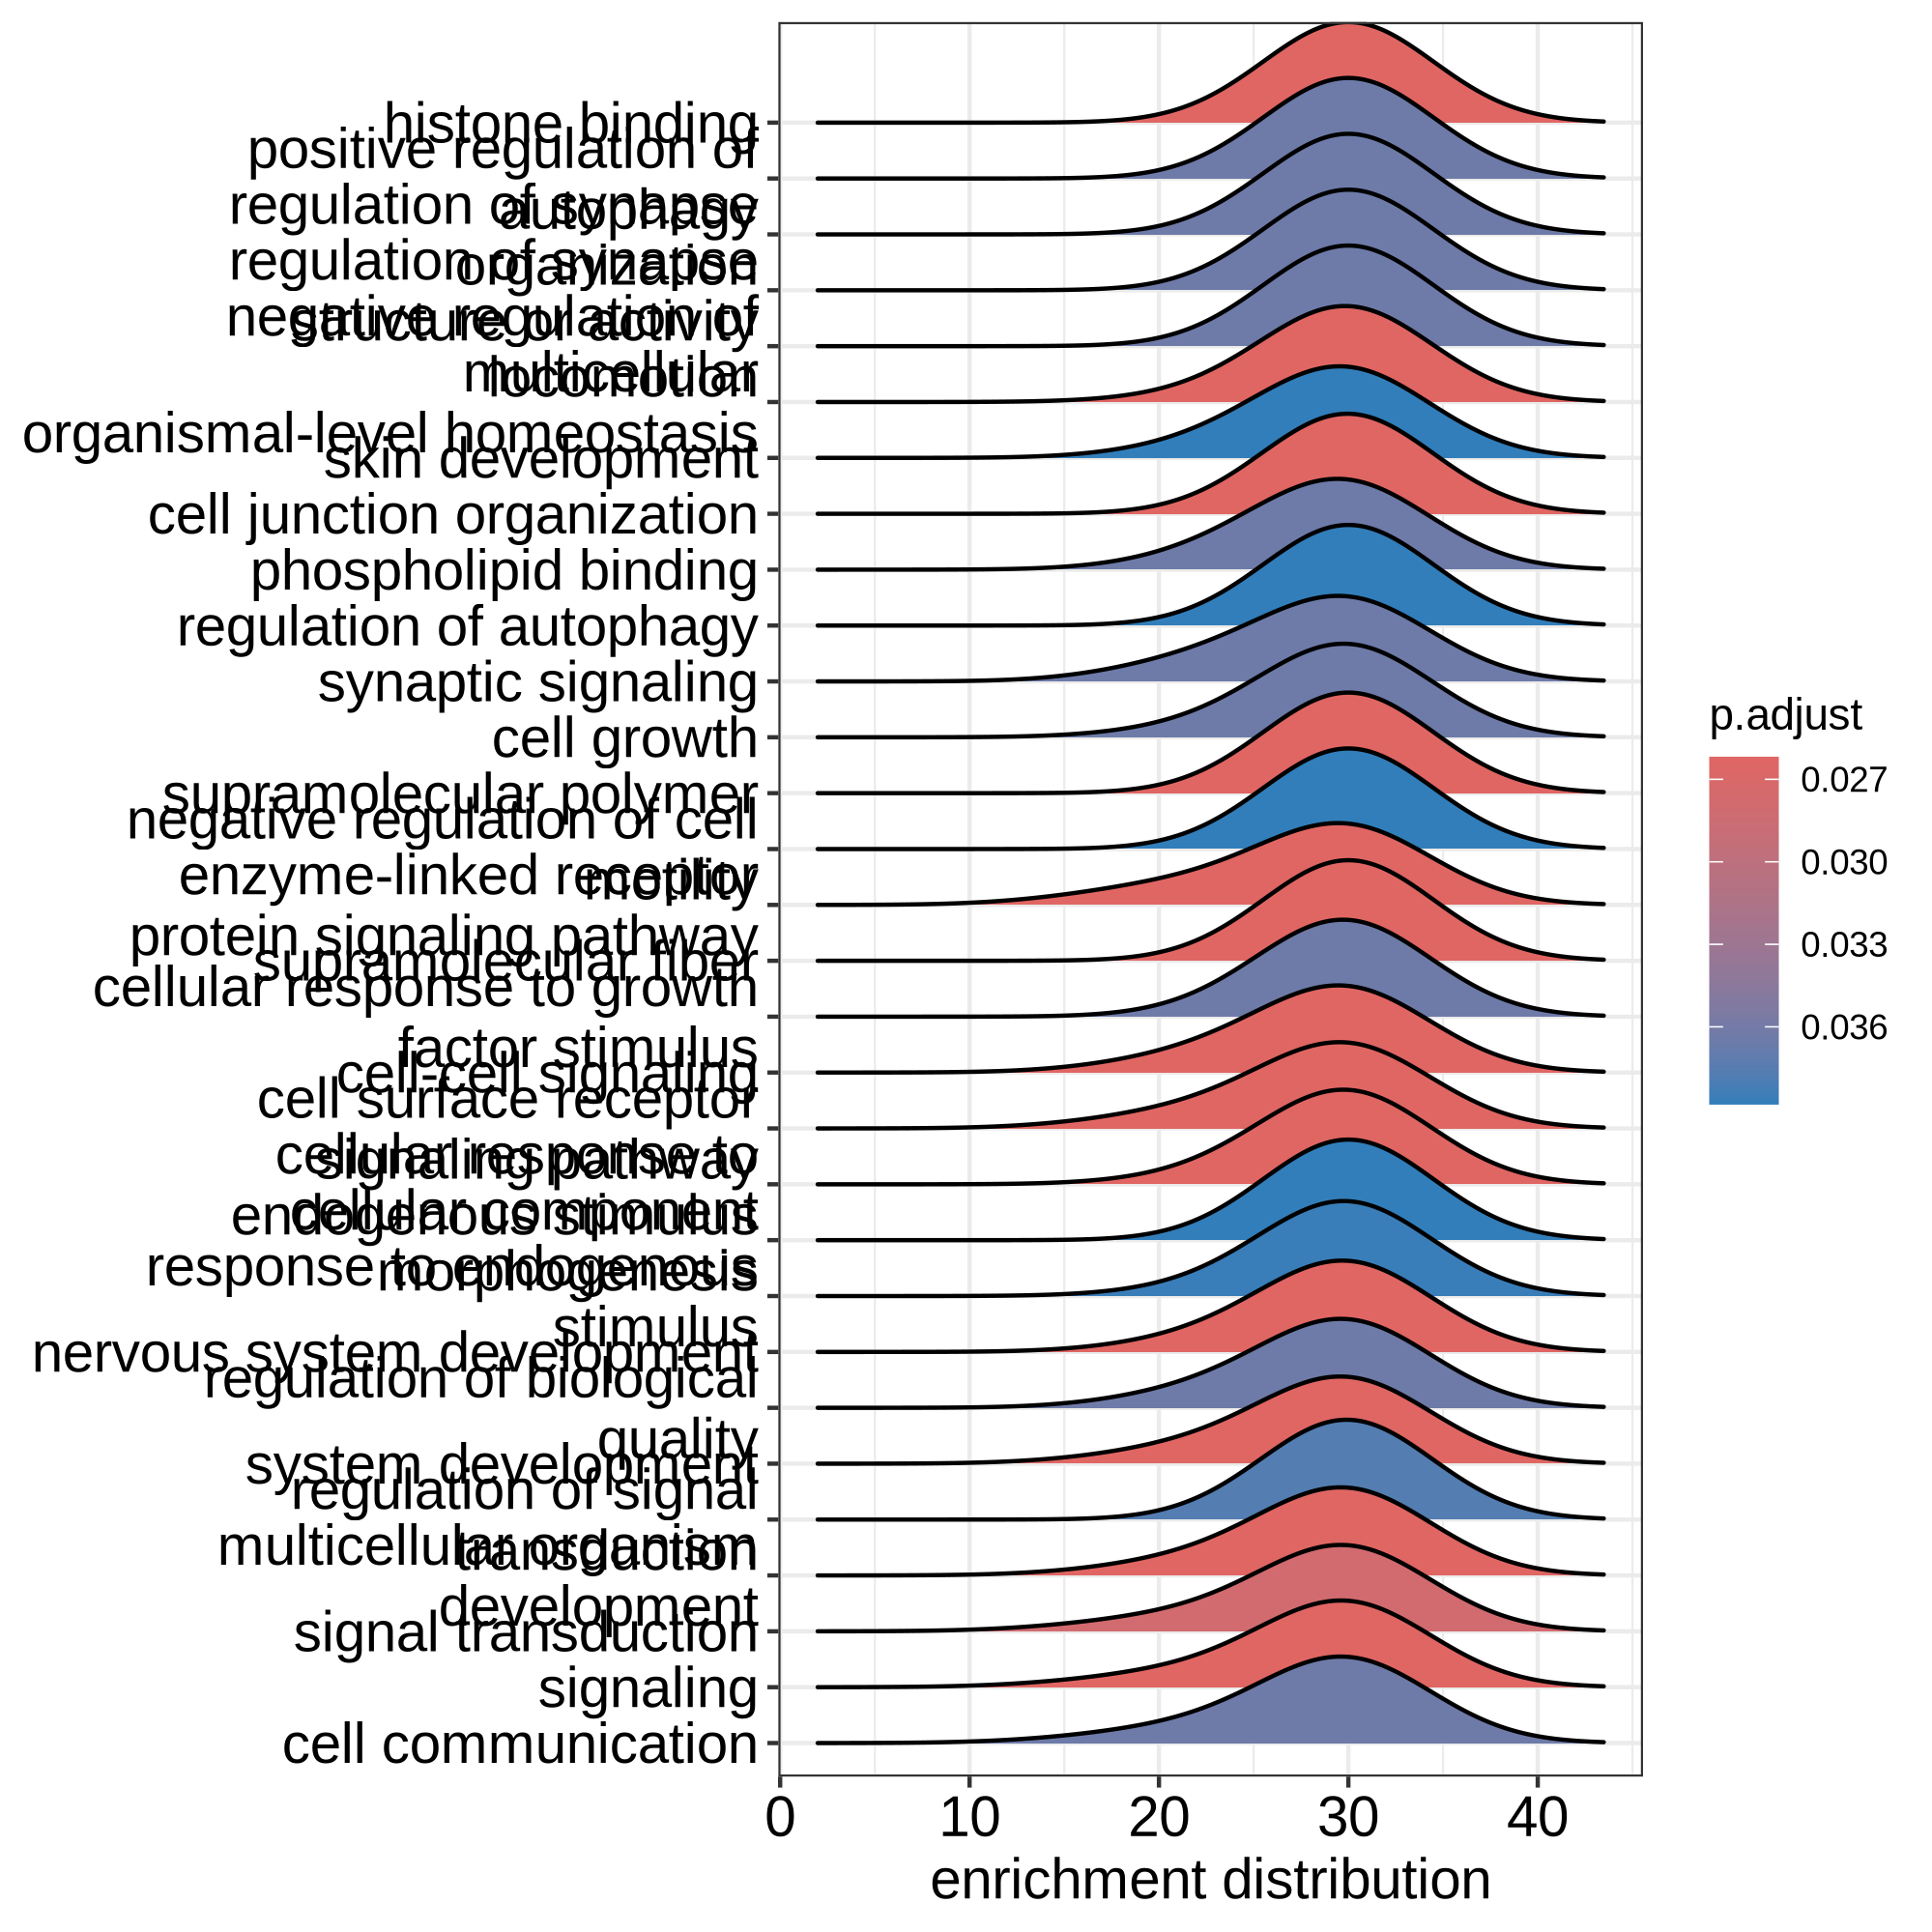 histone binding
positive regulation of
autophagy
regulation of synapse
organization
regulation of synapse
structure or activity
negative regulation of
locomotion
multicellular
organismal-level homeostasis
skin development
cell junction organization
phospholipid binding
regulation of autophagy
synaptic signaling
cell growth
supramolecular polymer
negative regulation of cell
motility
enzyme-linked receptor
protein signaling pathway
supramolecular fiber
cellular response to growth
factor stimulus
cell-cell signaling
cell surface receptor
signaling pathway
cellular response to
endogenous stimulus
cellular component
morphogenesis
response to endogenous
stimulus
nervous system development
regulation of biological
quality
system development
regulation of signal
transduction
multicellular organism
development
signal transduction
signaling
cell communication
0
10
20
30
40
enrichment distribution
p.adjust
0.027
0.030
0.033
0.036